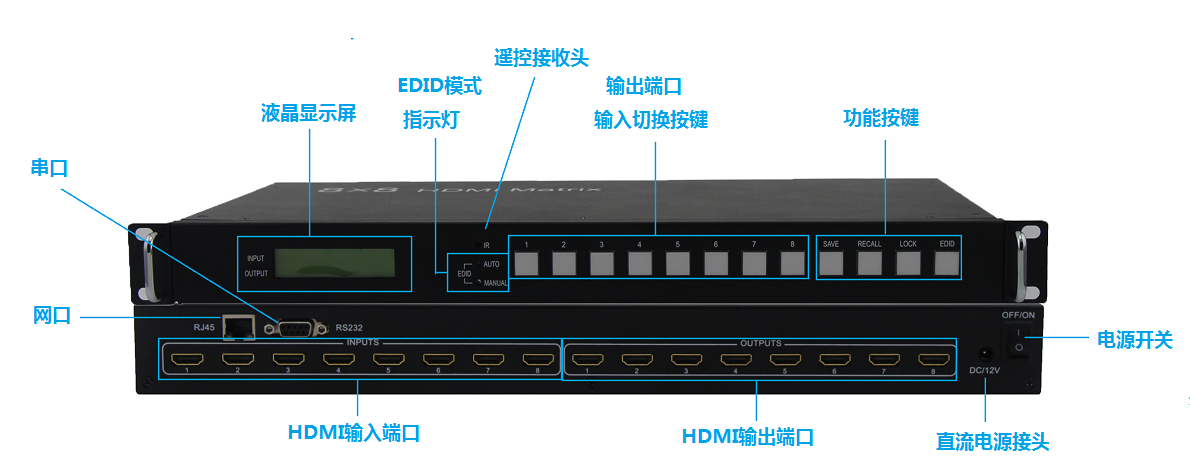 遥控接收头
EDID模式
指示灯
输出端口
输入切换按键
液晶显示屏
功能按键
串口
8x8 HDMI Matrix
INPUT
OUTPUT
IR
EDID
AUTO
MANUAL
1 2 3 4 5 6 7 8
SAVE RECALL LOCK EDID
网口
RJ45
RS232
OFF/ON
INPUTS
OUTPUTS
电源开关
1 2 3 4 5 6 7 8
1 2 3 4 5 6 7 8
DC/12V
HDMI输入端口
HDMI输出端口
直流电源接头